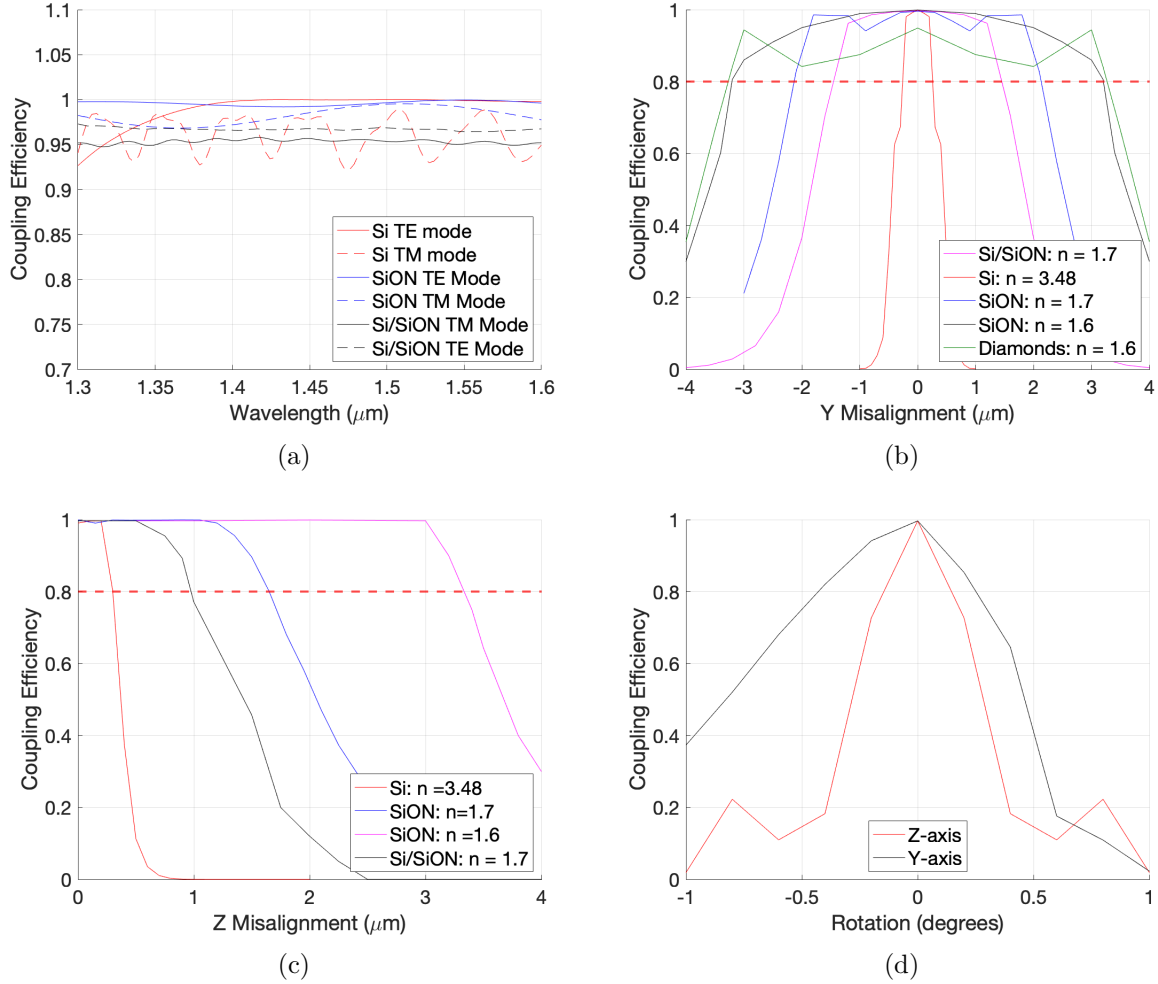 1.1
1.05
1
0.95
0.9
0.85
0.8
0.75
0.7
Coupling Efficiency
Si TE mode
Si TM mode
SiON TE Mode
SiON TM Mode
Si/SiON TM Mode
Si/SiON TE Mode
1.3 1.35 1.4 1.45 1.5 1.55 1.6
Wavelength (μm)
(a)
1
0.8
0.6
0.4
0.2
0
Coupling Efficiency
Si/SiON: n = 1.7
Si: n = 3.48
SiON: n = 1.7
SiON: n = 1.6
Diamonds: n = 1.6
-4 -3 -2 -1 0 1 2 3 4
Y Misalignment (μm)
(b)
1
0.8
0.6
0.4
0.2
0
Coupling Efficiency
Si: n =3.48
SiON: n=1.7
SiON: n =1.6
Si/SiON: n = 1.7
0 1 2 3 4
Z Misalignment (μm)
(c)
1
0.8
0.6
0.4
0.2
0
Coupling Efficiency
Z-axis
Y-axis
-1 -0.5 0 0.5 1
Rotation (degrees)
(d)